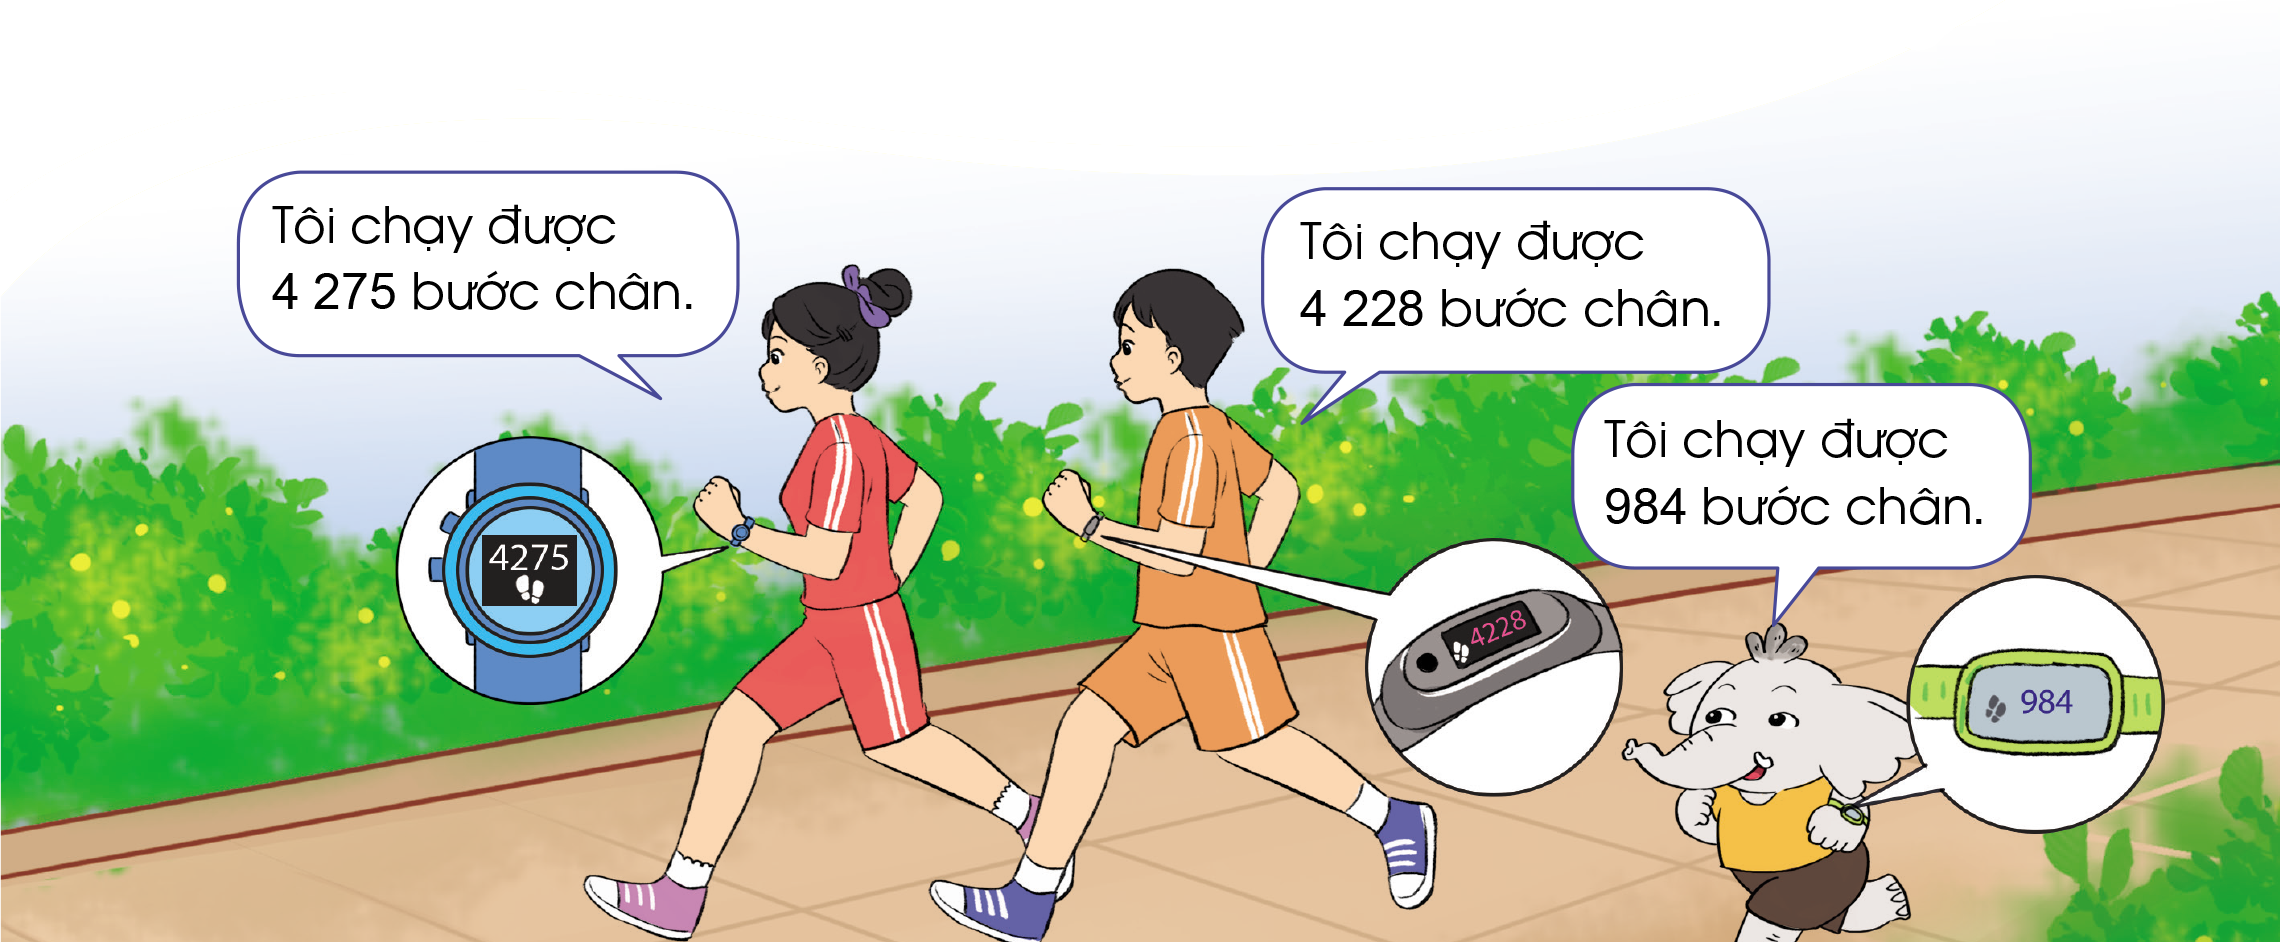 Tôi chạy được
4 275 bước chân.
Tôi chạy được
4 228 bước chân.
Tôi chạy được
984 bước chân.
4275
4228
984